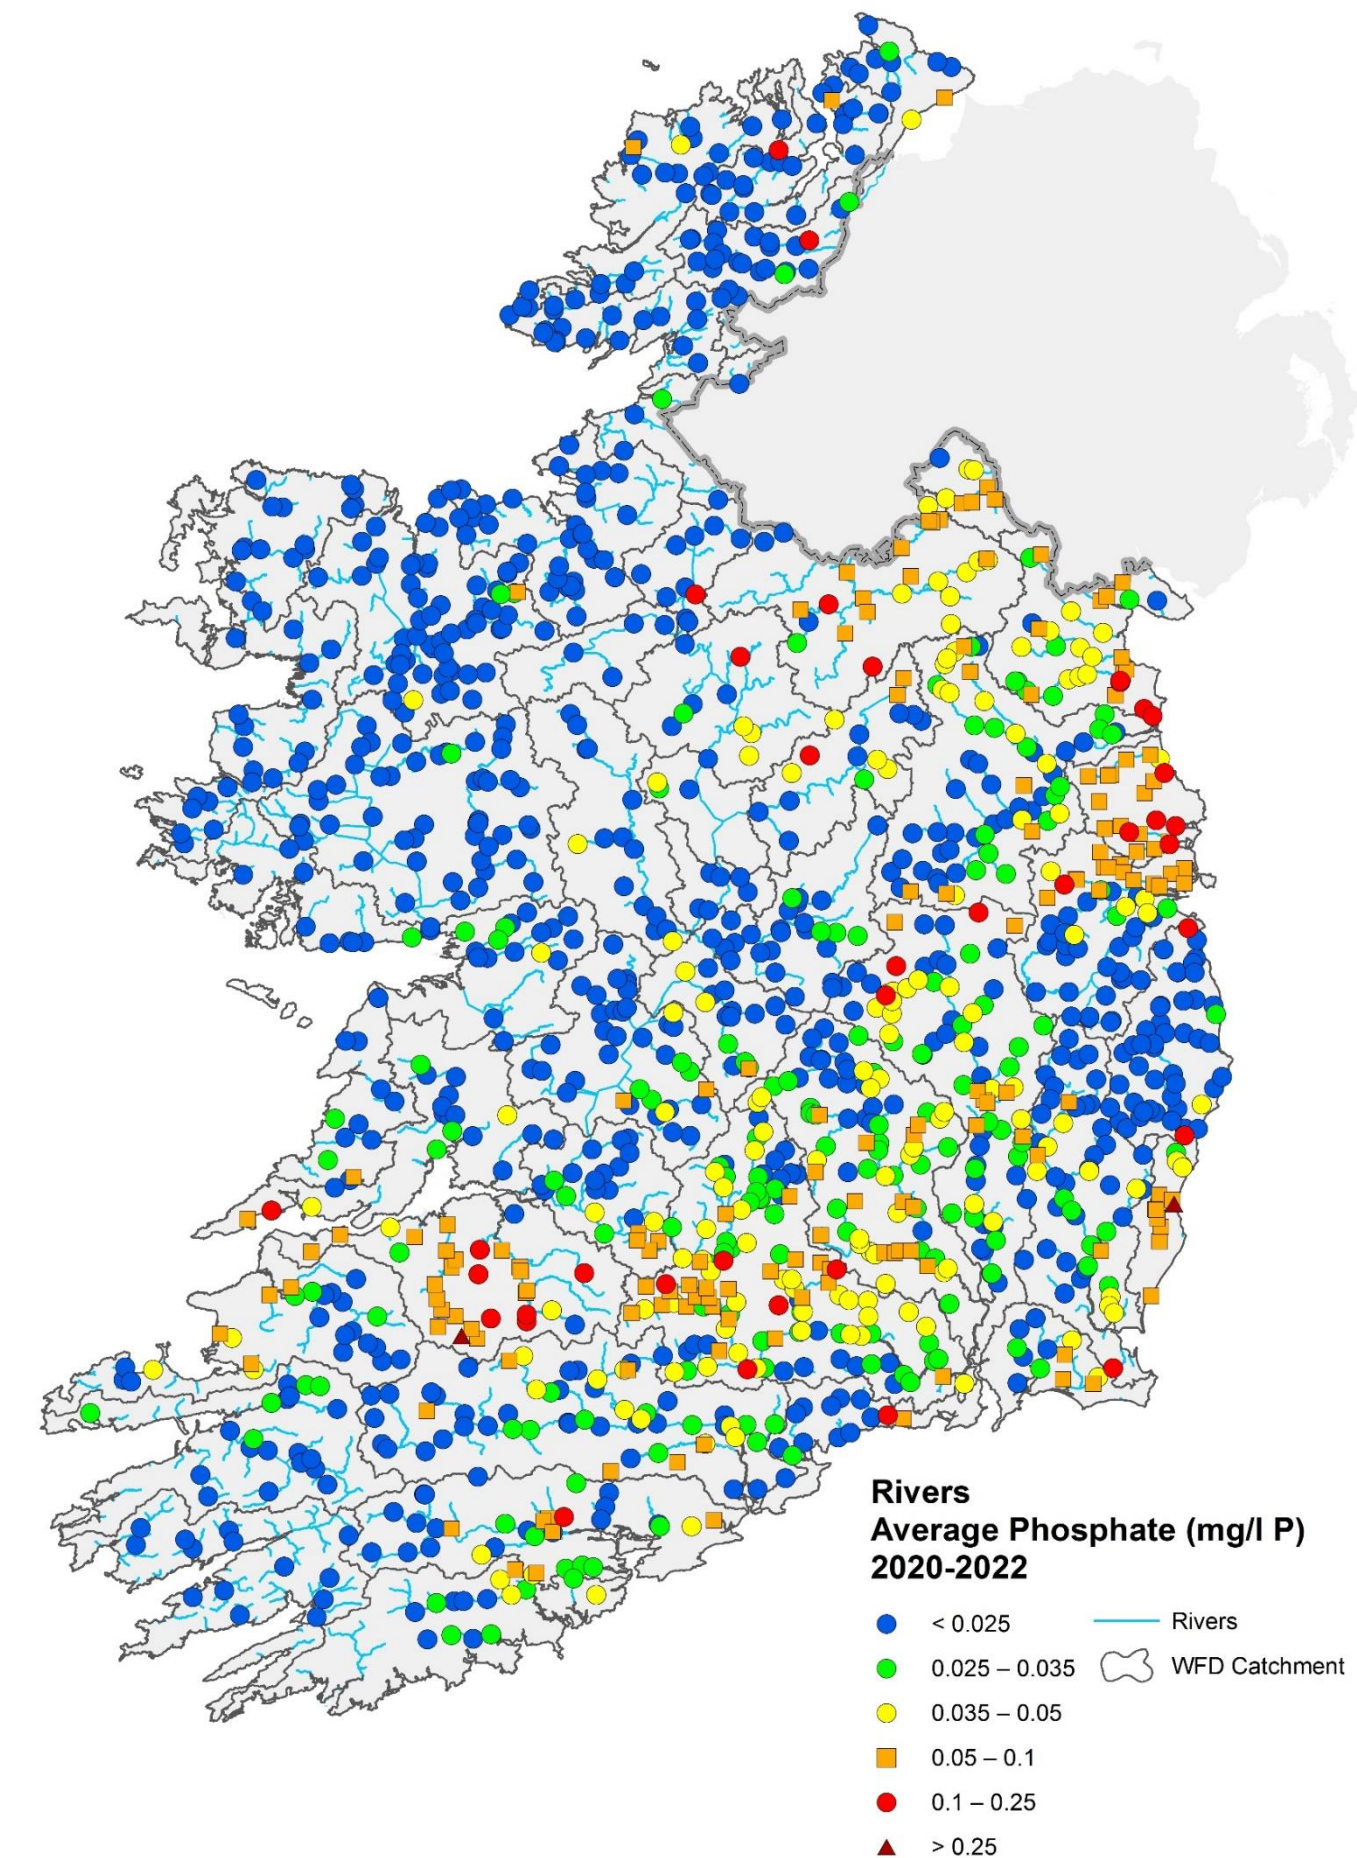 Rivers
Average Phosphate (mg/l P)
2020-2022
< 0.025
0.025 – 0.035
0.035 – 0.05
0.05 – 0.1
0.1 – 0.25
> 0.25
Rivers
WFD Catchment